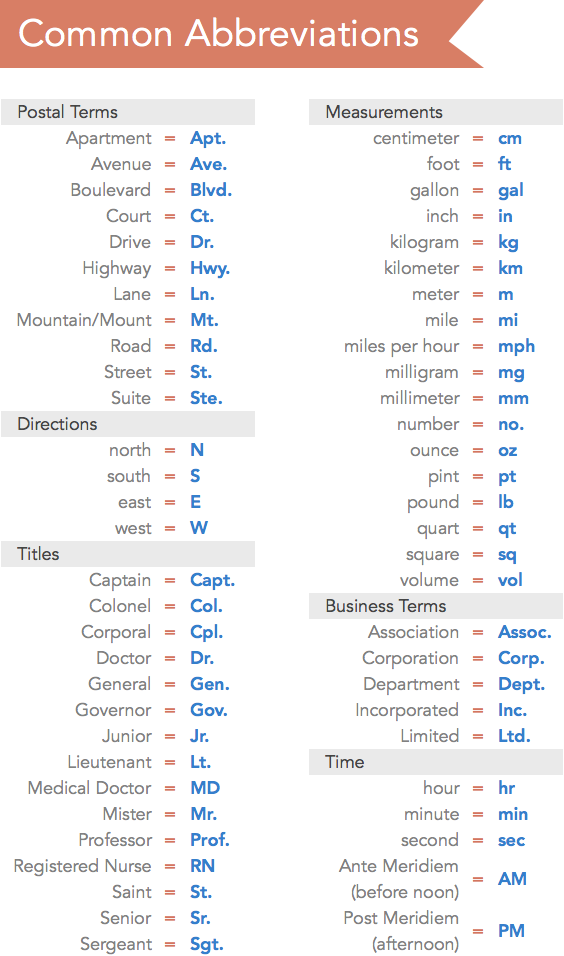 Common Abbreviations
Postal Terms
Apartment = Apt.
Avenue = Ave.
Boulevard = Blvd.
Court = Ct.
Drive = Dr.
Highway = Hwy.
Lane = Ln.
Mountain/Mount = Mt.
Road = Rd.
Street = St.
Suite = Ste.
Directions
north = N
south = S
east = E
west = W
Titles
Captain = Capt.
Colonel = Col.
Corporal = Cpl.
Doctor = Dr.
General = Gen.
Governor = Gov.
Junior = Jr.
Lieutenant = Lt.
Medical Doctor = MD
Mister = Mr.
Professor = Prof.
Registered Nurse = RN
Saint = St.
Senior = Sr.
Sergeant = Sgt.
Measurements
centimeter = cm
foot = ft
gallon = gal
inch = in
kilogram = kg
kilometer = km
meter = m
mile = mi
miles per hour = mph
milligram = mg
millimeter = mm
number = no.
ounce = oz
pint = pt
pound = lb
quart = qt
square = sq
volume = vol
Business Terms
Association = Assoc.
Corporation = Corp.
Department = Dept.
Incorporated = Inc.
Limited = Ltd.
Time
hour = hr
minute = min
second = sec
Ante Meridiem
(before noon) = AM
Post Meridiem
(afternoon) = PM